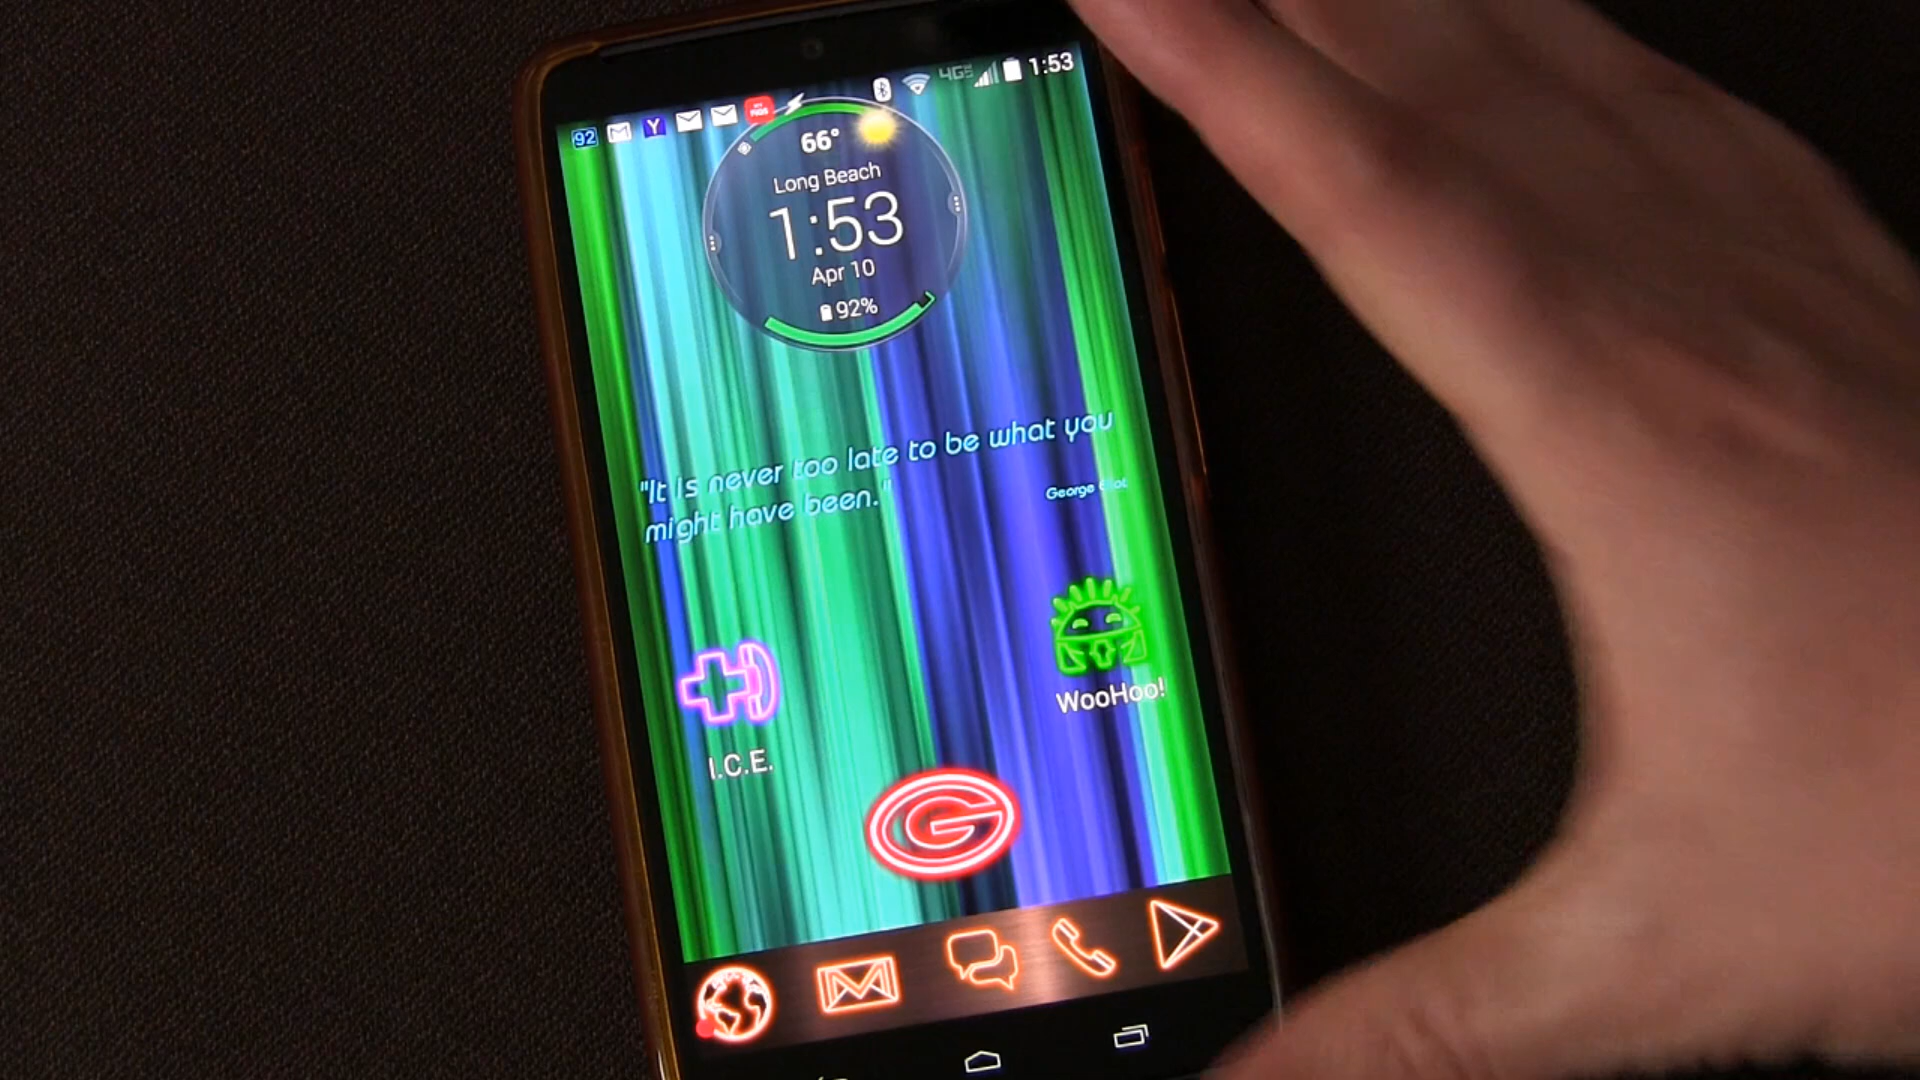 92 Y 4G 1:53
66°
Long Beach
1:53
Apr 10
92%
"It is never too late to be what you
might have been."
George Eliot
WooHoo!
I.C.E.
G